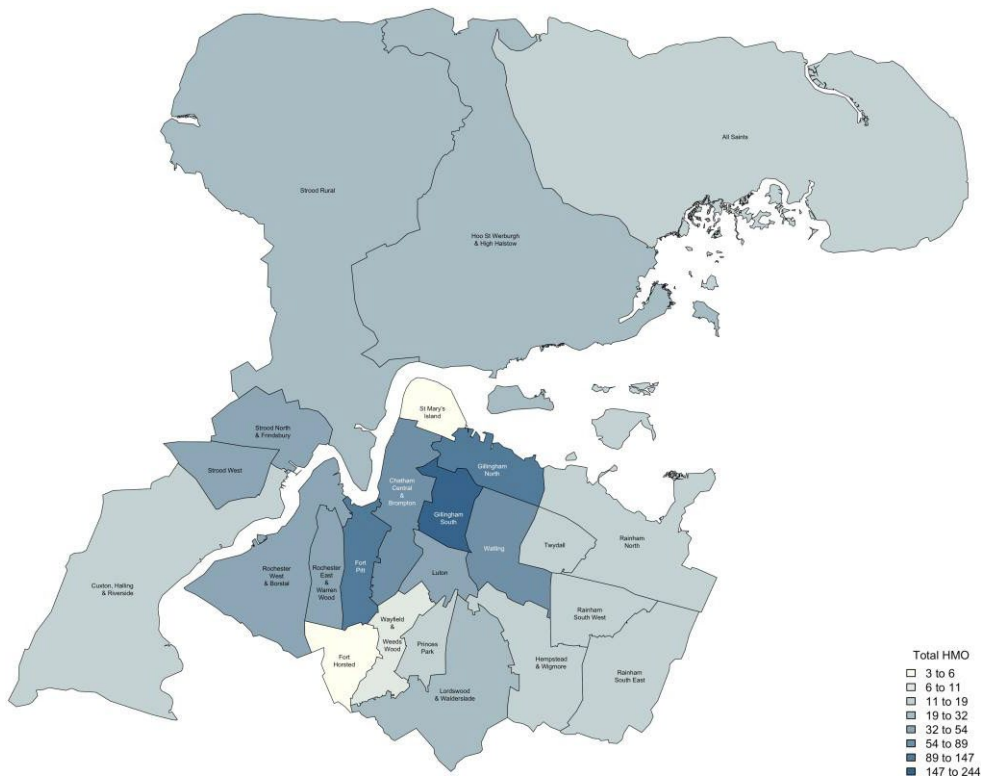 All Saints
Strood Rural
Hoo St Werburgh
& High Halstow
St Mary's
Island
Strood North
& Frindsbury
Strood West
Gillingham
North
Chatham
Central
&
Brompton
Gillingham
South
Watling
Twydall
Rainham
North
Fort
Pitt
Rochester
East
&
Warren
Wood
Rochester
West
& Borstal
Luton
Cuxton, Halling
& Riverside
Rainham
South West
Wayfield
&
Weeds
Wood
Princes
Park
Fort
Horsted
Hempstead
& Wigmore
Rainham
South East
Lordswood
& Walderslade
Total HMO
3 to 6
6 to 11
11 to 19
19 to 32
32 to 54
54 to 89
89 to 147
147 to 244